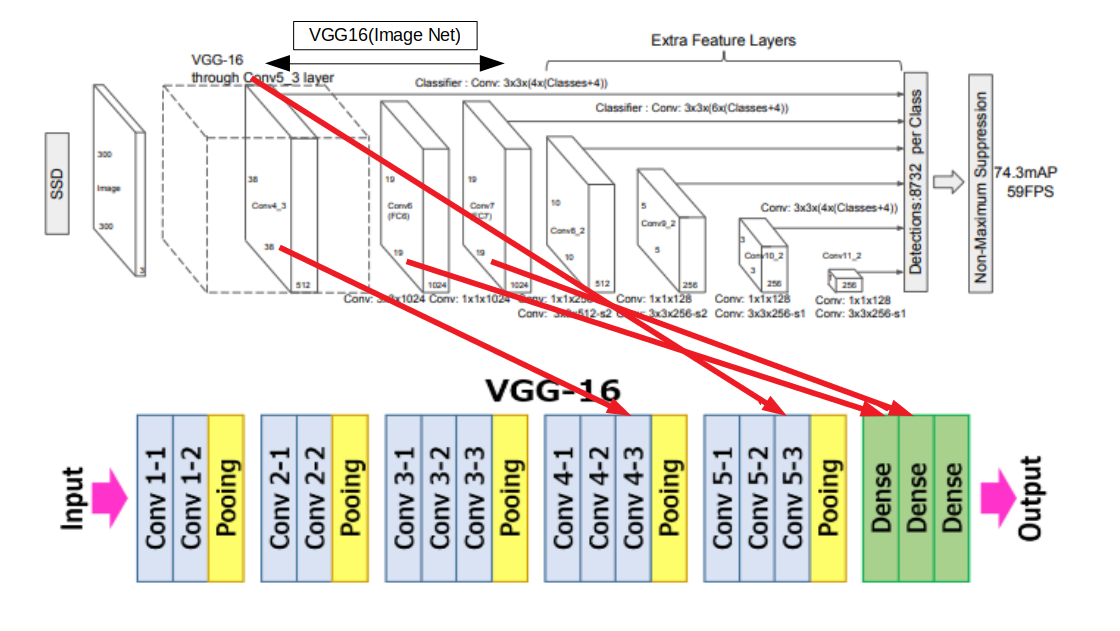 VGG16(Image Net)
Extra Feature Layers
VGG-16
through Conv5_3 layer
Classifier : Conv: 3x3x(4x(Classes+4))
Classifier : Conv: 3x3x(6x(Classes+4))
SSD
300
Image
300
3
38
Conv4_3
38
512
19
Conv6
(FC6)
19
1024
19
Conv7
(FC7)
19
1024
10
10
512
5
Conv9_2
5
256
Conv: 3x3x(4x(Classes+4))
3
Conv10_2
3
256
Conv11_2
256
Detections:8732 per Class
Non-Maximum Suppression
74.3mAP
59FPS
Conv: 3x3x1024
Conv: 1x1x1024
Conv: 1x1x256
Conv: 3x3x512-s2
Conv: 1x1x128
Conv: 3x3x256-s2
Conv: 1x1x128
Conv: 3x3x256-s1
Conv: 1x1x128
Conv: 3x3x256-s1
VGG-16
Input
Conv 1-1
Conv 1-2
Pooing
Conv 2-1
Conv 2-2
Pooing
Conv 3-1
Conv 3-2
Conv 3-3
Pooing
Conv 4-1
Conv 4-2
Conv 4-3
Pooing
Conv 5-1
Conv 5-2
Conv 5-3
Pooing
Dense
Dense
Dense
Output